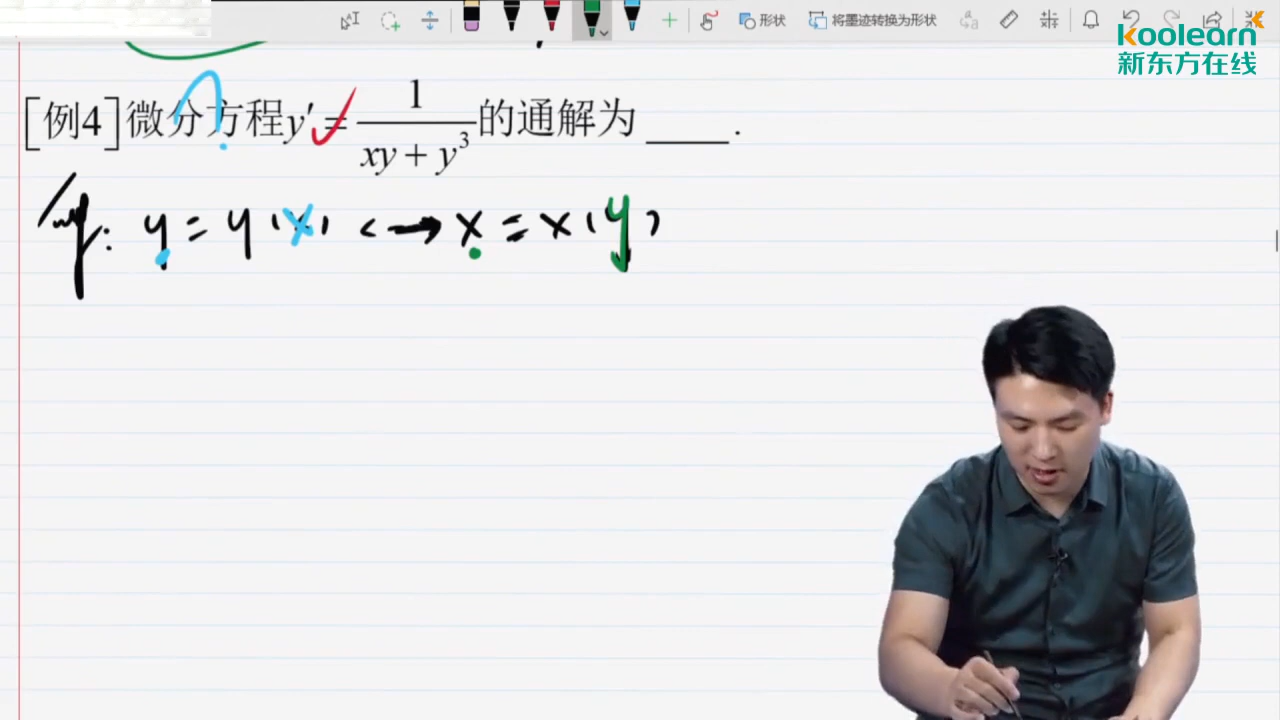 形状
将墨迹转换为形状
koolearn
新东方在线
[例4]微分方程y′ = 1/(xy + y³) 的通解为 ____.
y = y(x) ⟷ x = x(y)